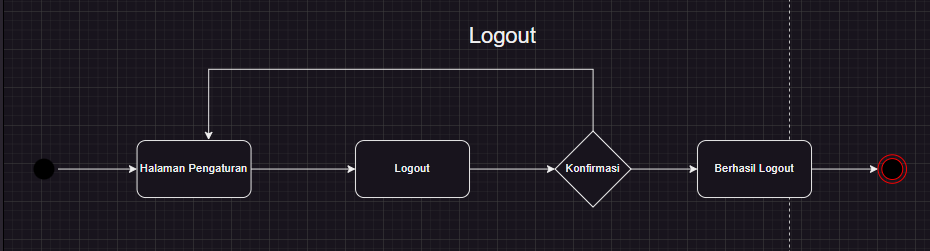 Logout
Halaman Pengaturan
Logout
Konfirmasi
Berhasil Logout